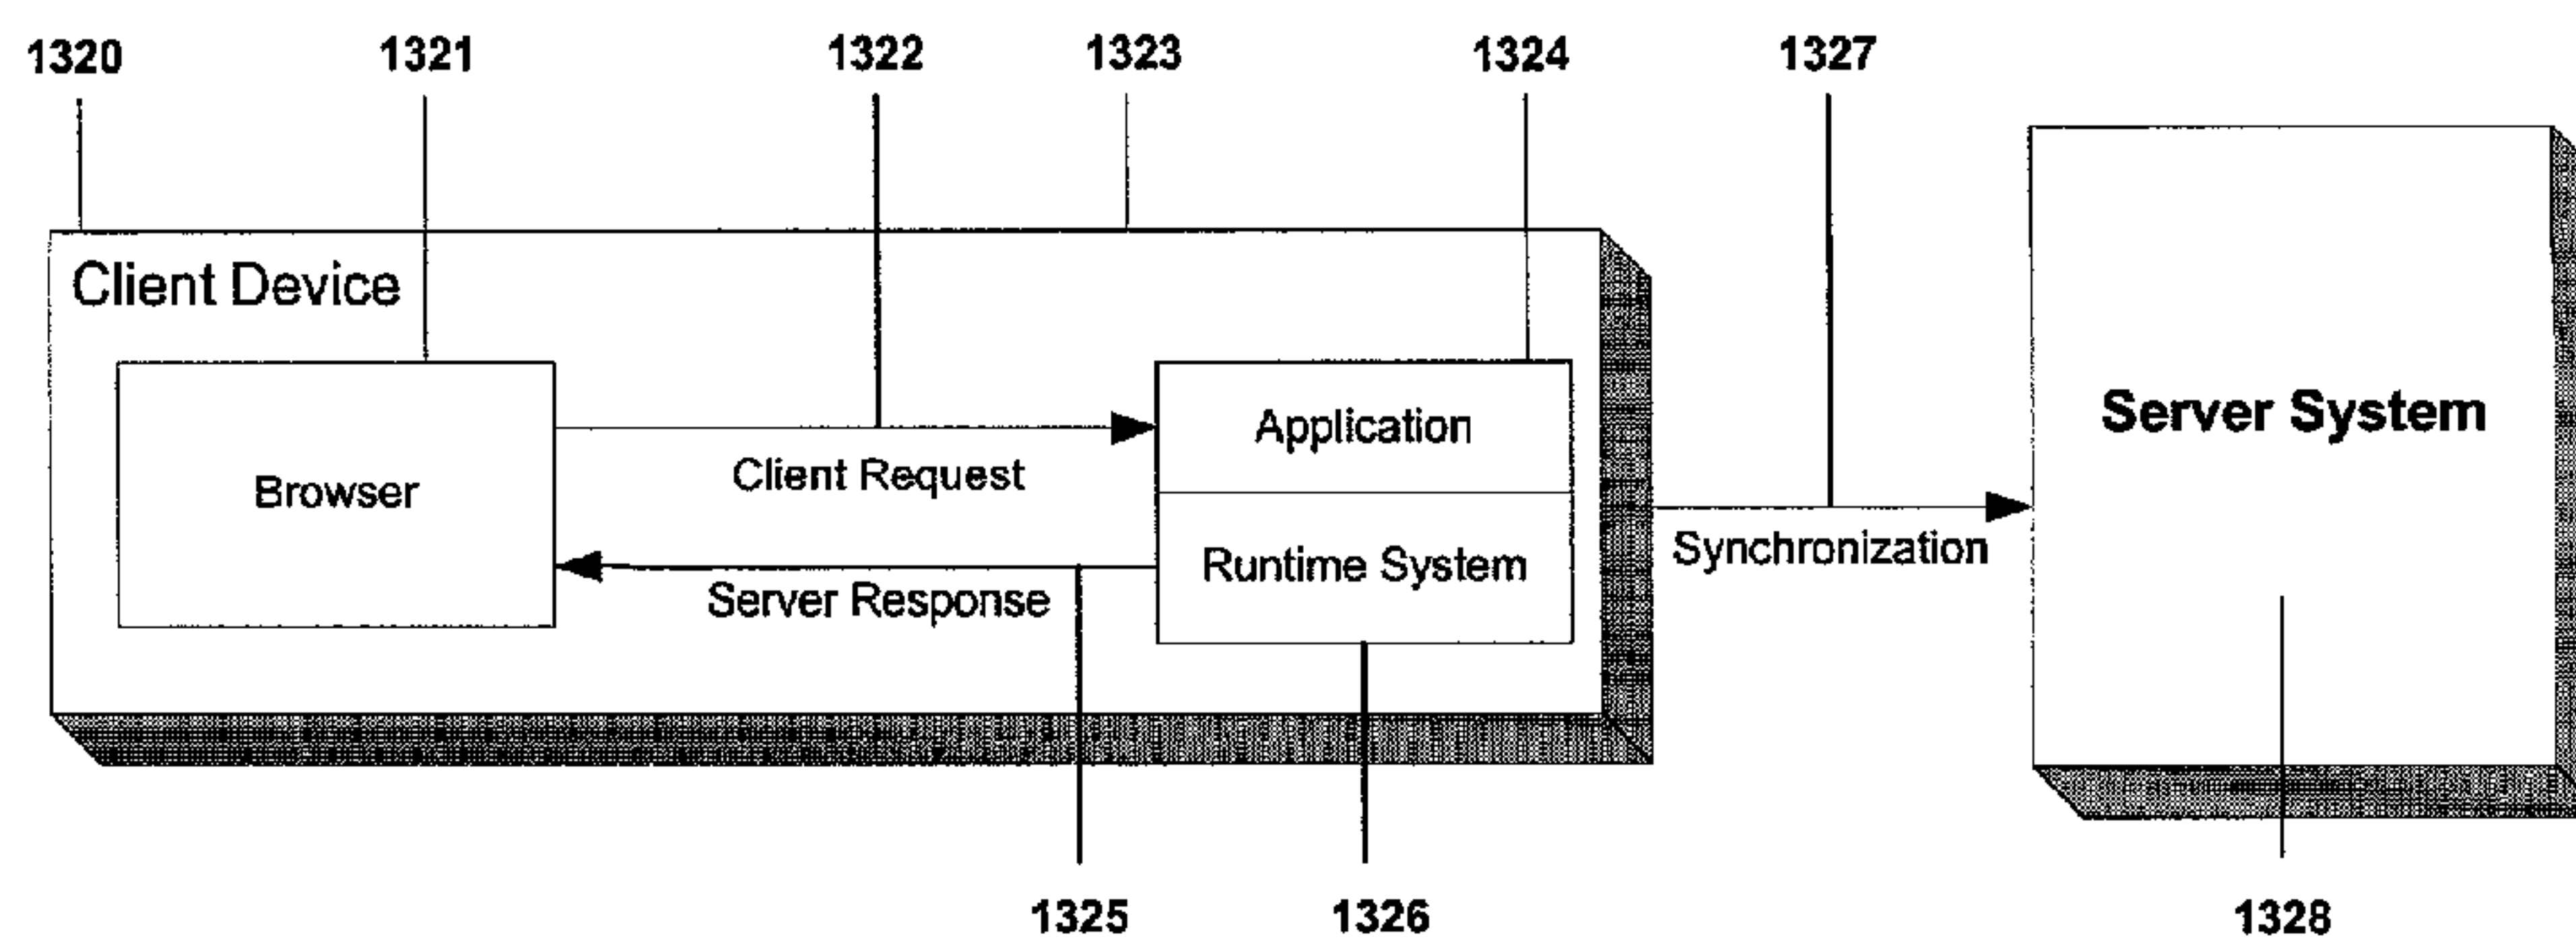 1320 1321 1322 1323 1324 1327
Client Device
Browser
Client Request
Server Response
Application
Runtime System
Synchronization
Server System
1325 1326 1328